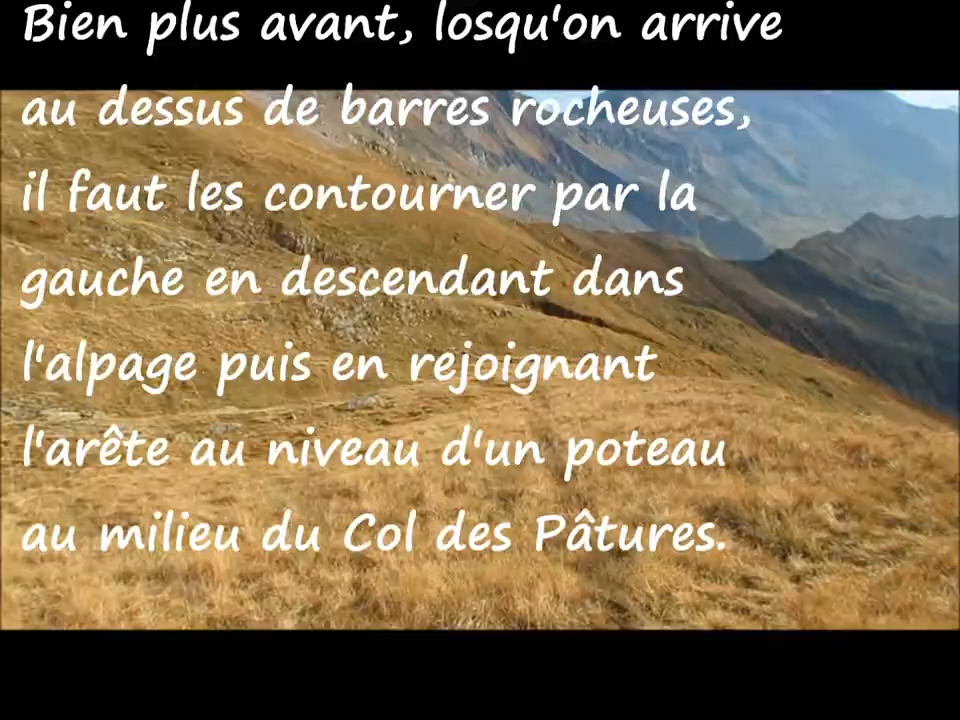 Bien plus avant, losqu'on arrive
au dessus de barres rocheuses,
il faut les contourner par la
gauche en descendant dans
l'alpage puis en rejoignant
l'arête au niveau d'un poteau
au milieu du Col des Pâtures.